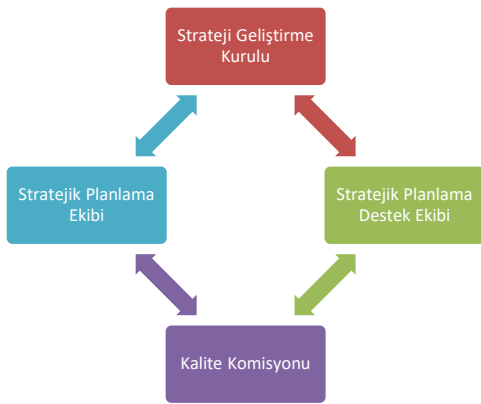 Strateji Geliştirme
Kurulu
Stratejik Planlama
Ekibi
Stratejik Planlama
Destek Ekibi
Kalite Komisyonu